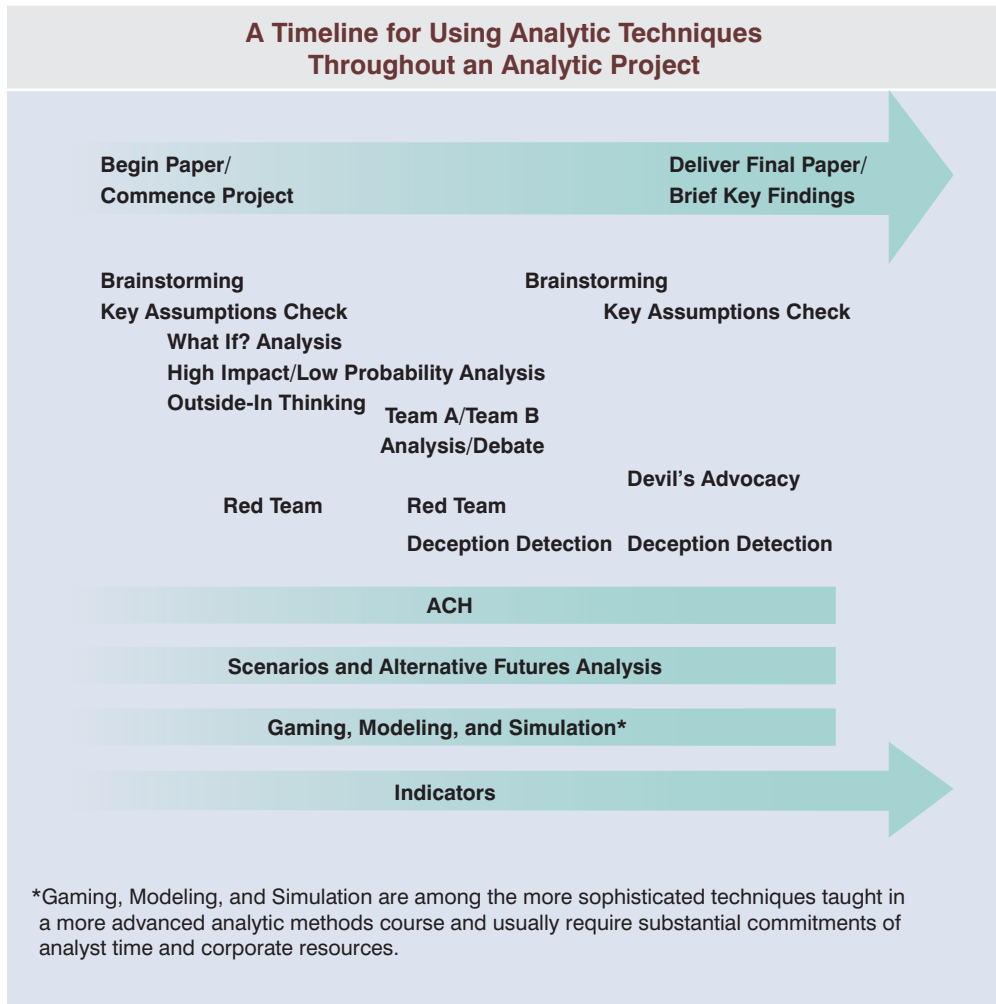 A Timeline for Using Analytic Techniques
Throughout an Analytic Project
Begin Paper/
Commence Project
Deliver Final Paper/
Brief Key Findings
Brainstorming
Brainstorming
Key Assumptions Check
Key Assumptions Check
What If? Analysis
High Impact/Low Probability Analysis
Outside-In Thinking
Team A/Team B
Analysis/Debate
Devil’s Advocacy
Red Team
Red Team
Deception Detection
Deception Detection
ACH
Scenarios and Alternative Futures Analysis
Gaming, Modeling, and Simulation*
Indicators
*Gaming, Modeling, and Simulation are among the more sophisticated techniques taught in
a more advanced analytic methods course and usually require substantial commitments of
analyst time and corporate resources.